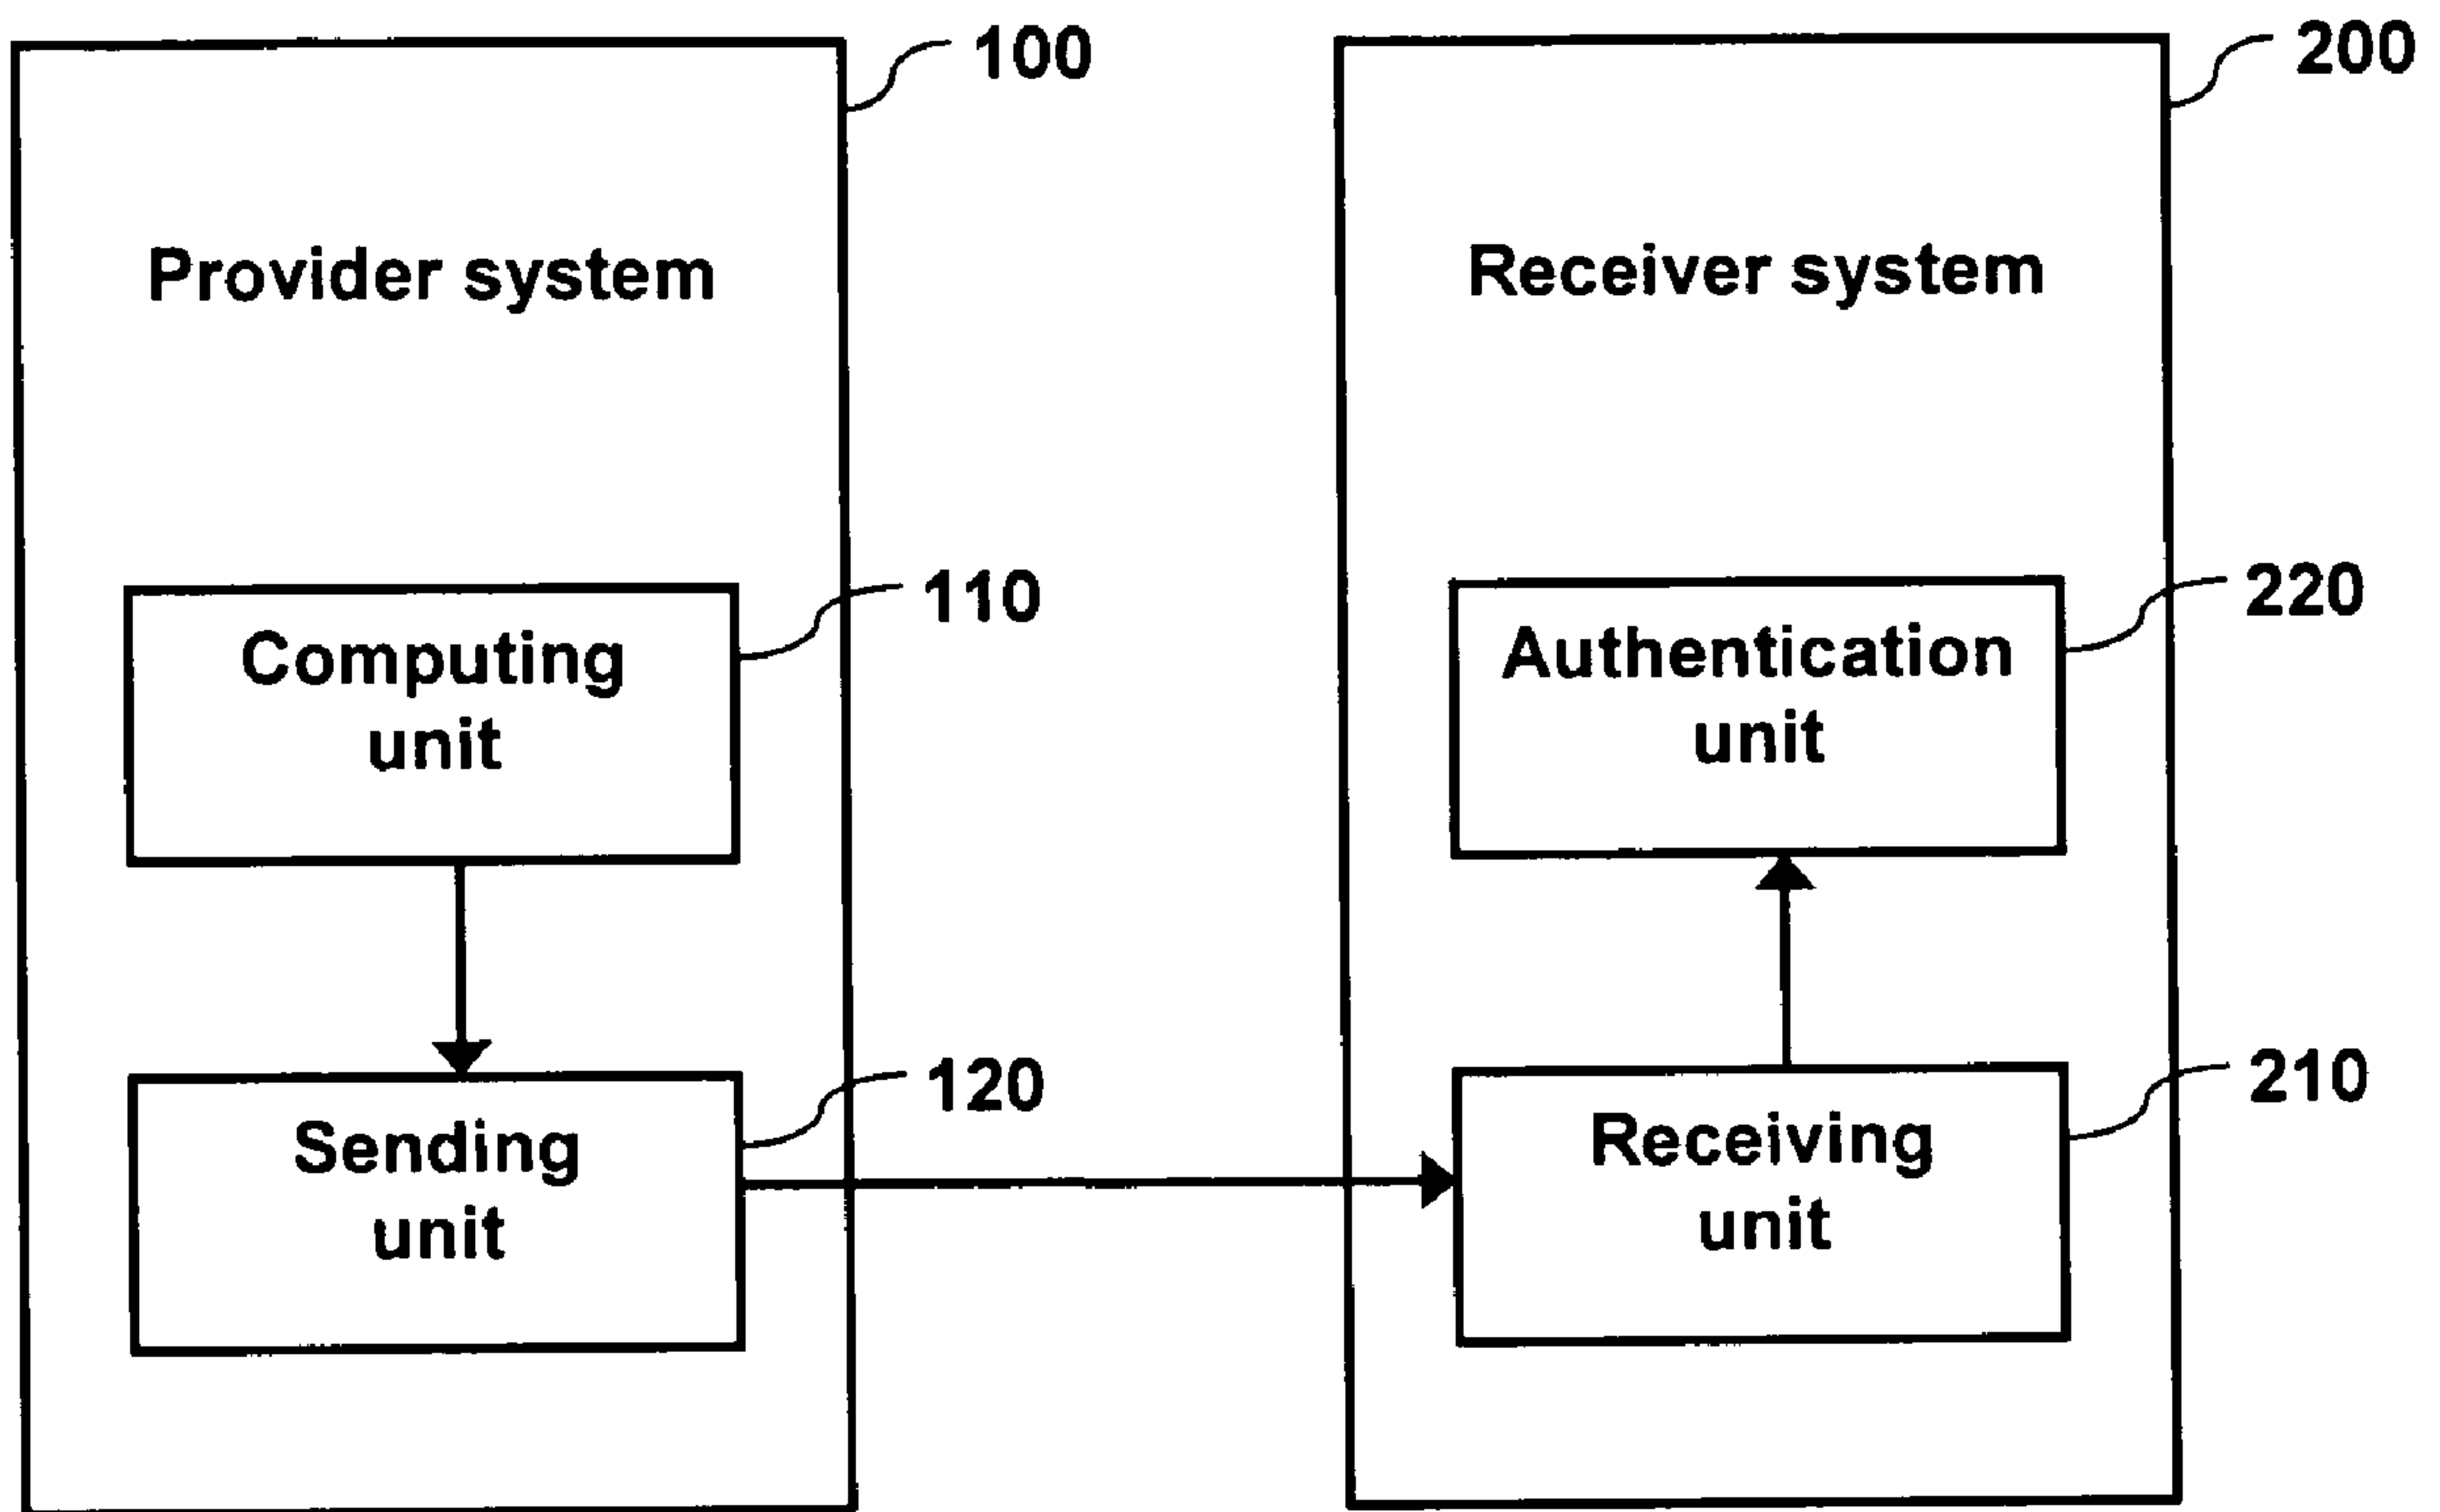 100
Provider system
110
Computing
unit
120
Sending
unit
200
Receiver system
220
Authentication
unit
210
Receiving
unit